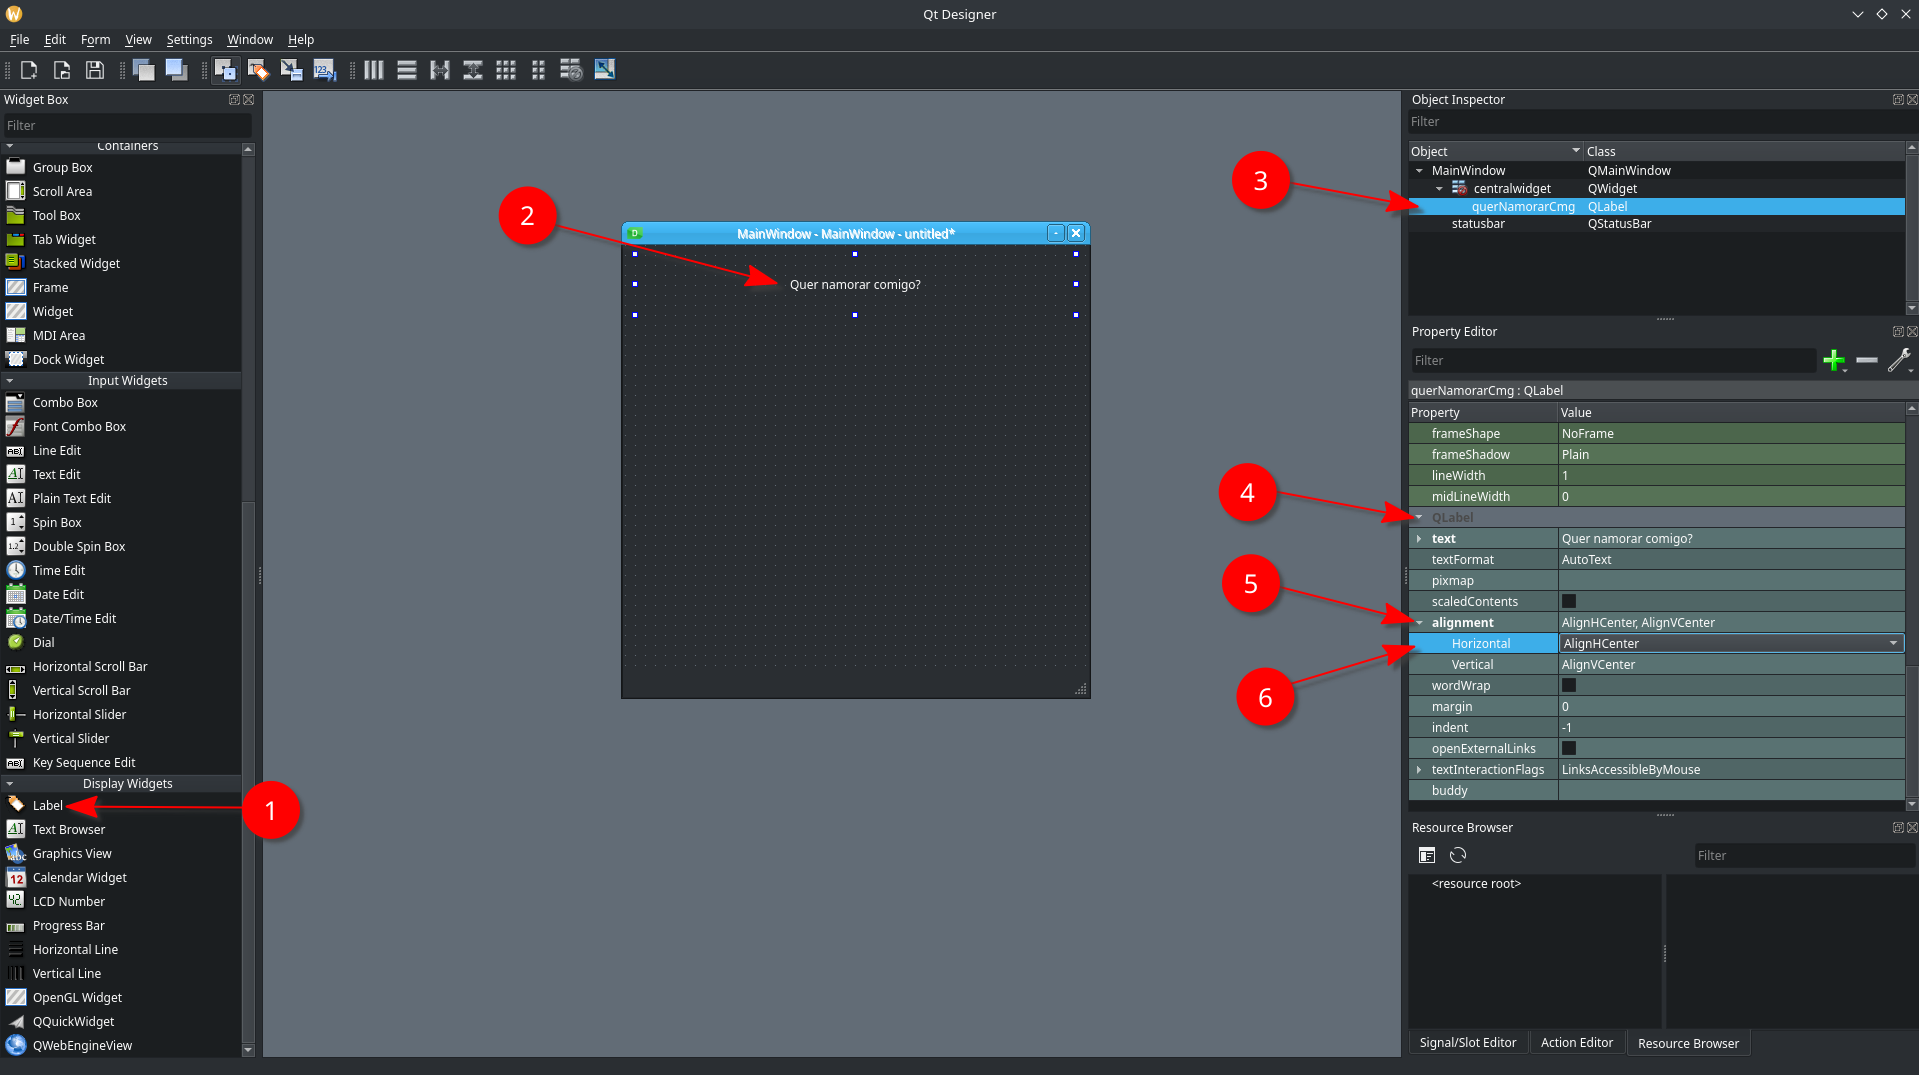 Qt Designer
File Edit Form View Settings Window Help
Widget Box
Filter
Containers
Group Box
Scroll Area
Tool Box
Tab Widget
Stacked Widget
Frame
Widget
MDI Area
Dock Widget
Input Widgets
Combo Box
Font Combo Box
Line Edit
Text Edit
Plain Text Edit
Spin Box
Double Spin Box
Time Edit
Date Edit
Date/Time Edit
Dial
Horizontal Scroll Bar
Vertical Scroll Bar
Horizontal Slider
Vertical Slider
Key Sequence Edit
Display Widgets
Label
Text Browser
Graphics View
Calendar Widget
LCD Number
Progress Bar
Horizontal Line
Vertical Line
OpenGL Widget
QQuickWidget
QWebEngineView
1
2
MainWindow - MainWindow - untitled*
Quer namorar comigo?
3
4
5
6
Object Inspector
Filter
Object Class
MainWindow QMainWindow
centralwidget QWidget
querNamorarCmg QLabel
statusbar QStatusBar
Property Editor
Filter
querNamorarCmg : QLabel
Property Value
frameShape NoFrame
frameShadow Plain
lineWidth 1
midLineWidth 0
QLabel
text Quer namorar comigo?
textFormat AutoText
pixmap
scaledContents
alignment AlignHCenter, AlignVCenter
Horizontal AlignHCenter
Vertical AlignVCenter
wordWrap
margin 0
indent -1
openExternalLinks
textInteractionFlags LinksAccessibleByMouse
buddy
Resource Browser
Filter
<resource root>
Signal/Slot Editor Action Editor Resource Browser